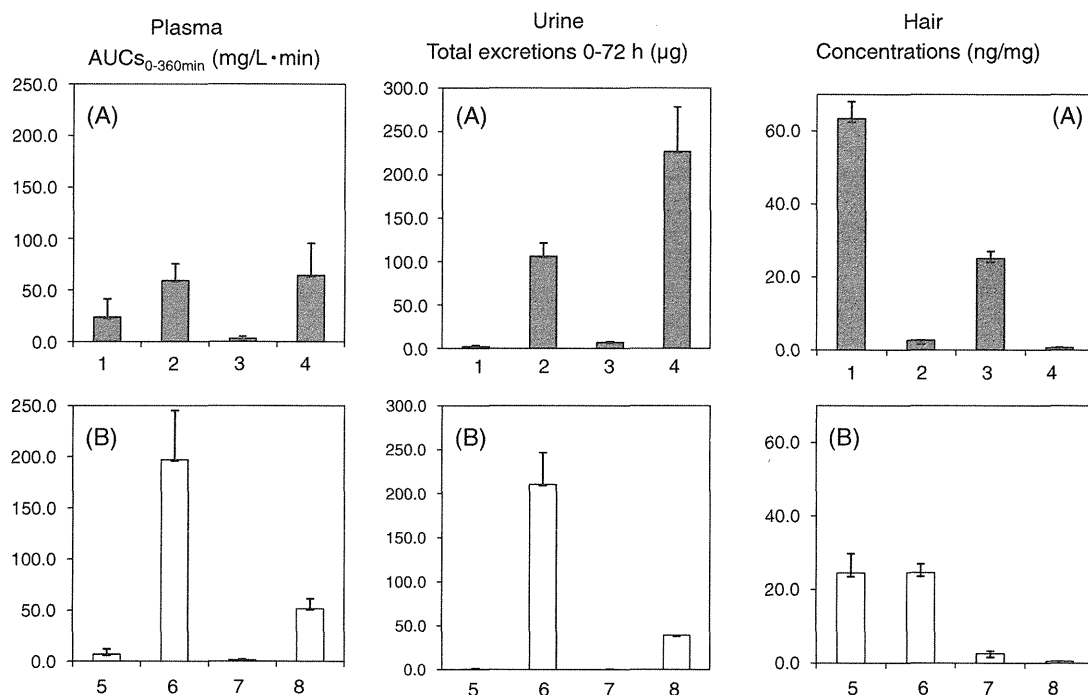 Plasma
AUCs0-360min (mg/L·min)
Urine
Total excretions 0-72 h (µg)
Hair
Concentrations (ng/mg)
(A)
250.0
200.0
150.0
100.0
50.0
0.0
1 2 3 4
(A)
300.0
250.0
200.0
150.0
100.0
50.0
0.0
1 2 3 4
(A)
60.0
40.0
20.0
0.0
1 2 3 4
(B)
250.0
200.0
150.0
100.0
50.0
0.0
5 6 7 8
(B)
300.0
250.0
200.0
150.0
100.0
50.0
0.0
5 6 7 8
(B)
60.0
40.0
20.0
0.0
5 6 7 8